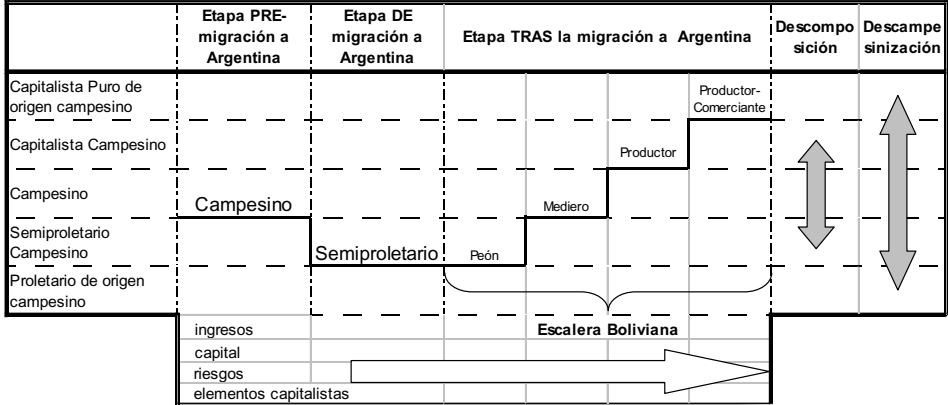 Etapa PRE-
migración a
Argentina
Etapa DE
migración a
Argentina
Etapa TRAS la migración a Argentina
Descompo
sición
Descampe
sinización
Capitalista Puro de
origen campesino
Productor-
Comerciante
Capitalista Campesino
Productor
Campesino
Campesino
Mediero
Semiproletario
Campesino
Semiproletario
Peón
Proletario de origen
campesino
ingresos
Escalera Boliviana
capital
riesgos
elementos capitalistas